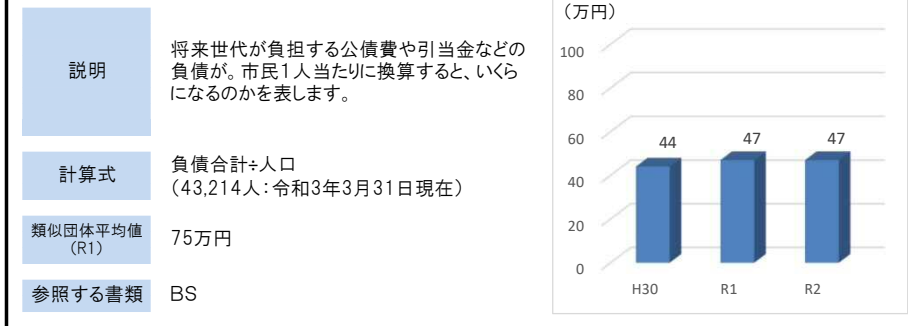 説明
将来世代が負担する公債費や引当金などの
負債が。市民1人当たりに換算すると、いくら
になるのかを表します。
計算式
負債合計÷人口
（43,214人：令和3年3月31日現在）
類似団体平均値
（R1）
75万円
参照する書類
BS
（万円）
100
80
60
40
20
0
44
47
47
H30
R1
R2